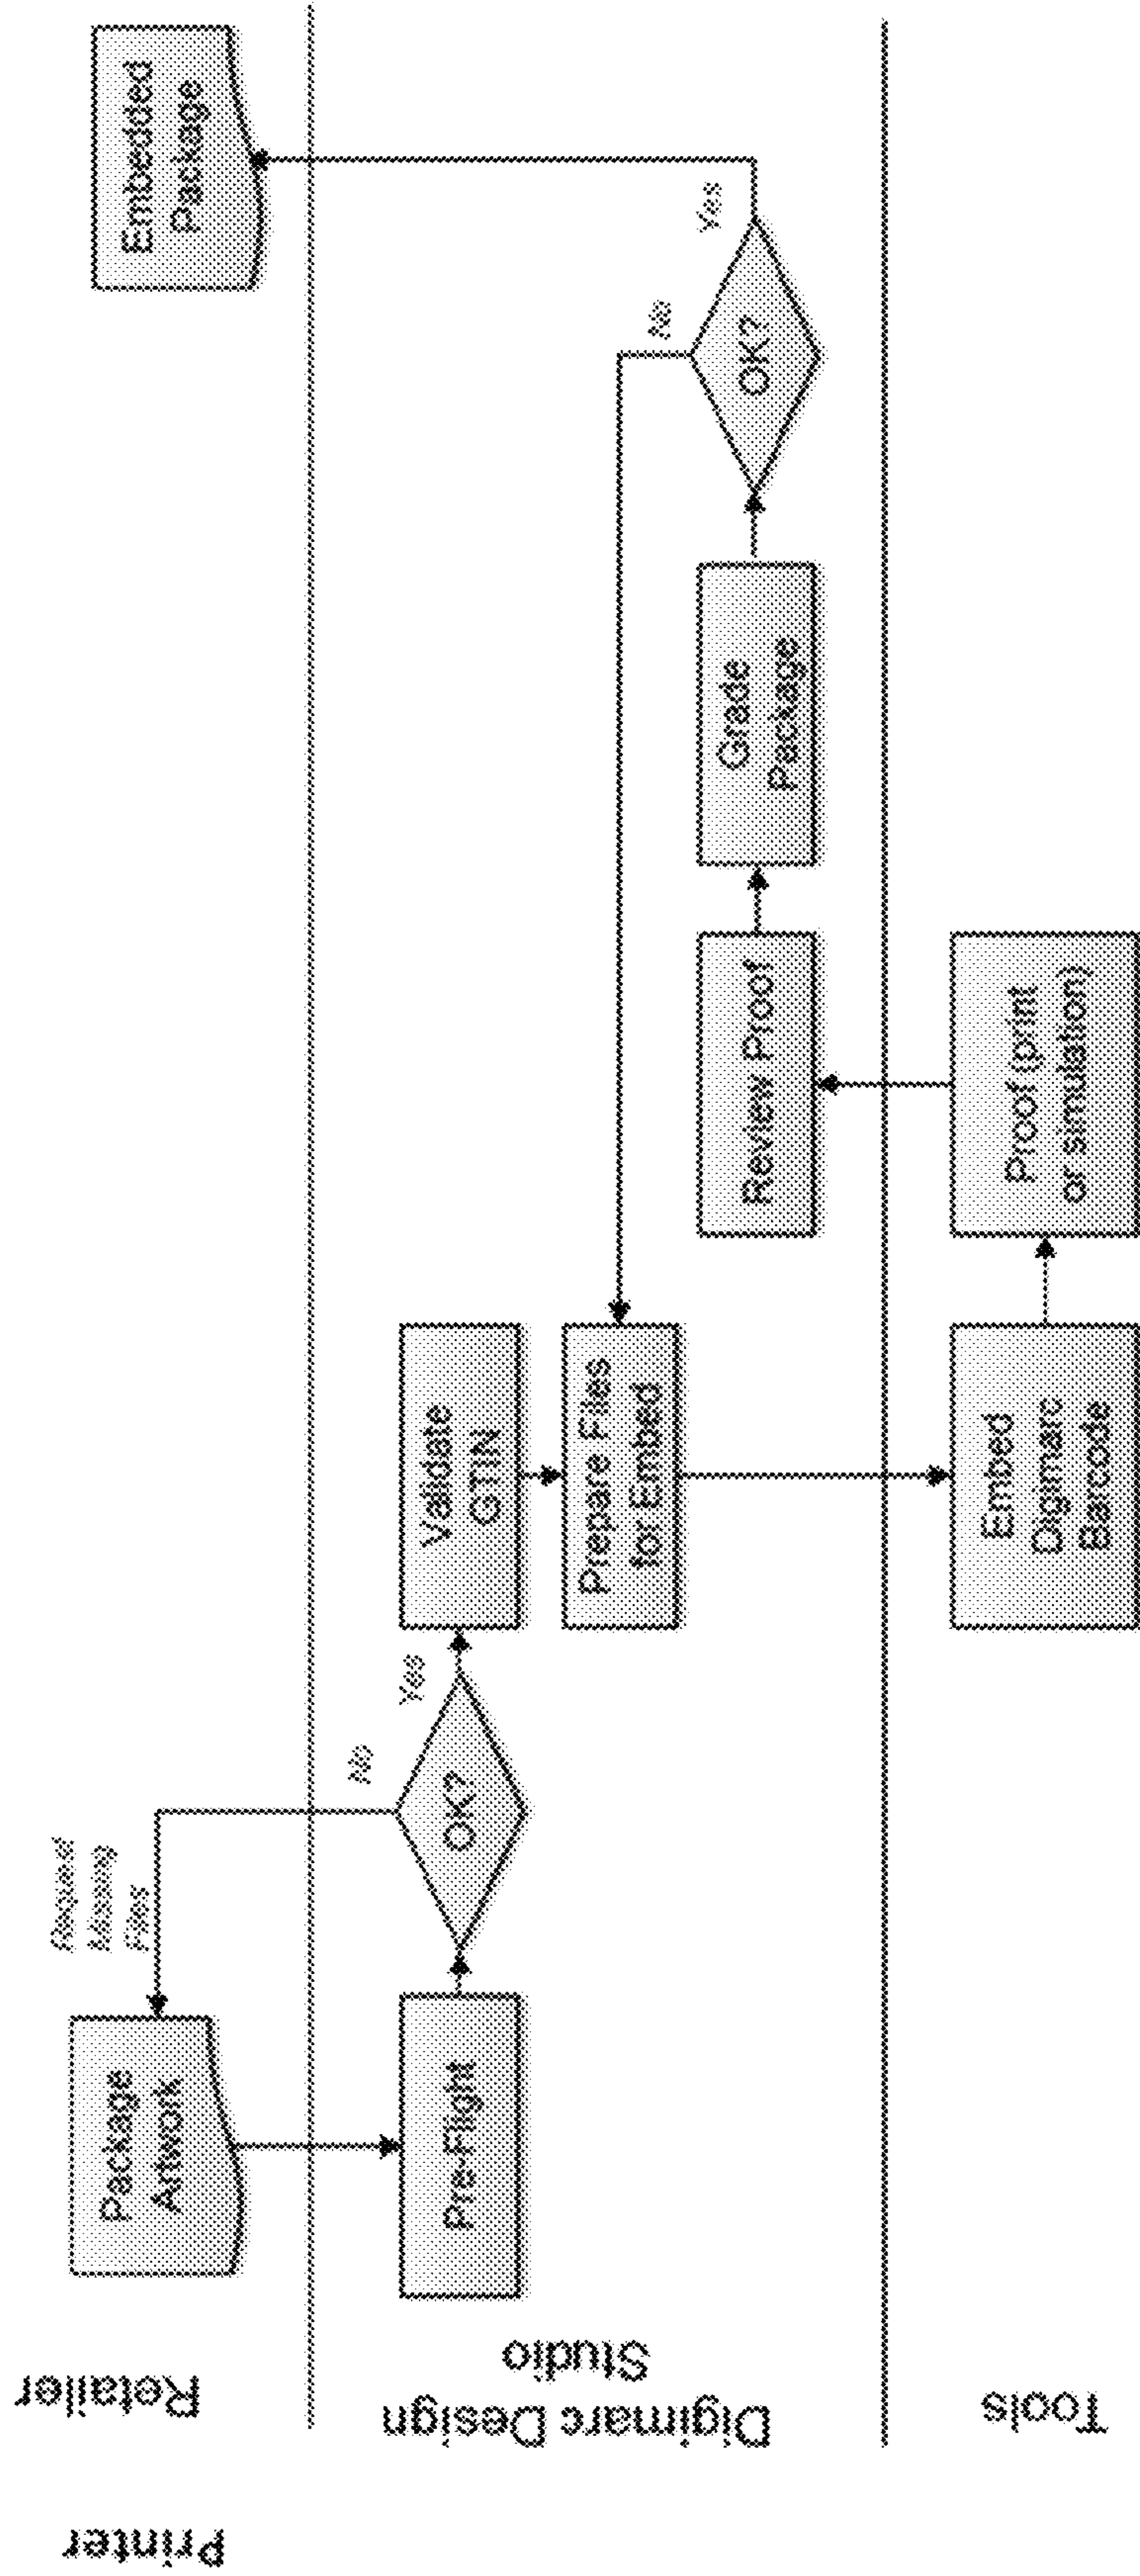 Printer
Retailer
Package
Artwork
Request
Missing
Files
Embedded
Package
Digimarc Design
Studio
Pre-Flight
OK?
No
Yes
Validate
GTIN
Prepare Files
for Embed
Review Proof
Grade
Package
OK?
No
Yes
Tools
Embed
Digimarc
Barcode
Proof (print
or simulation)